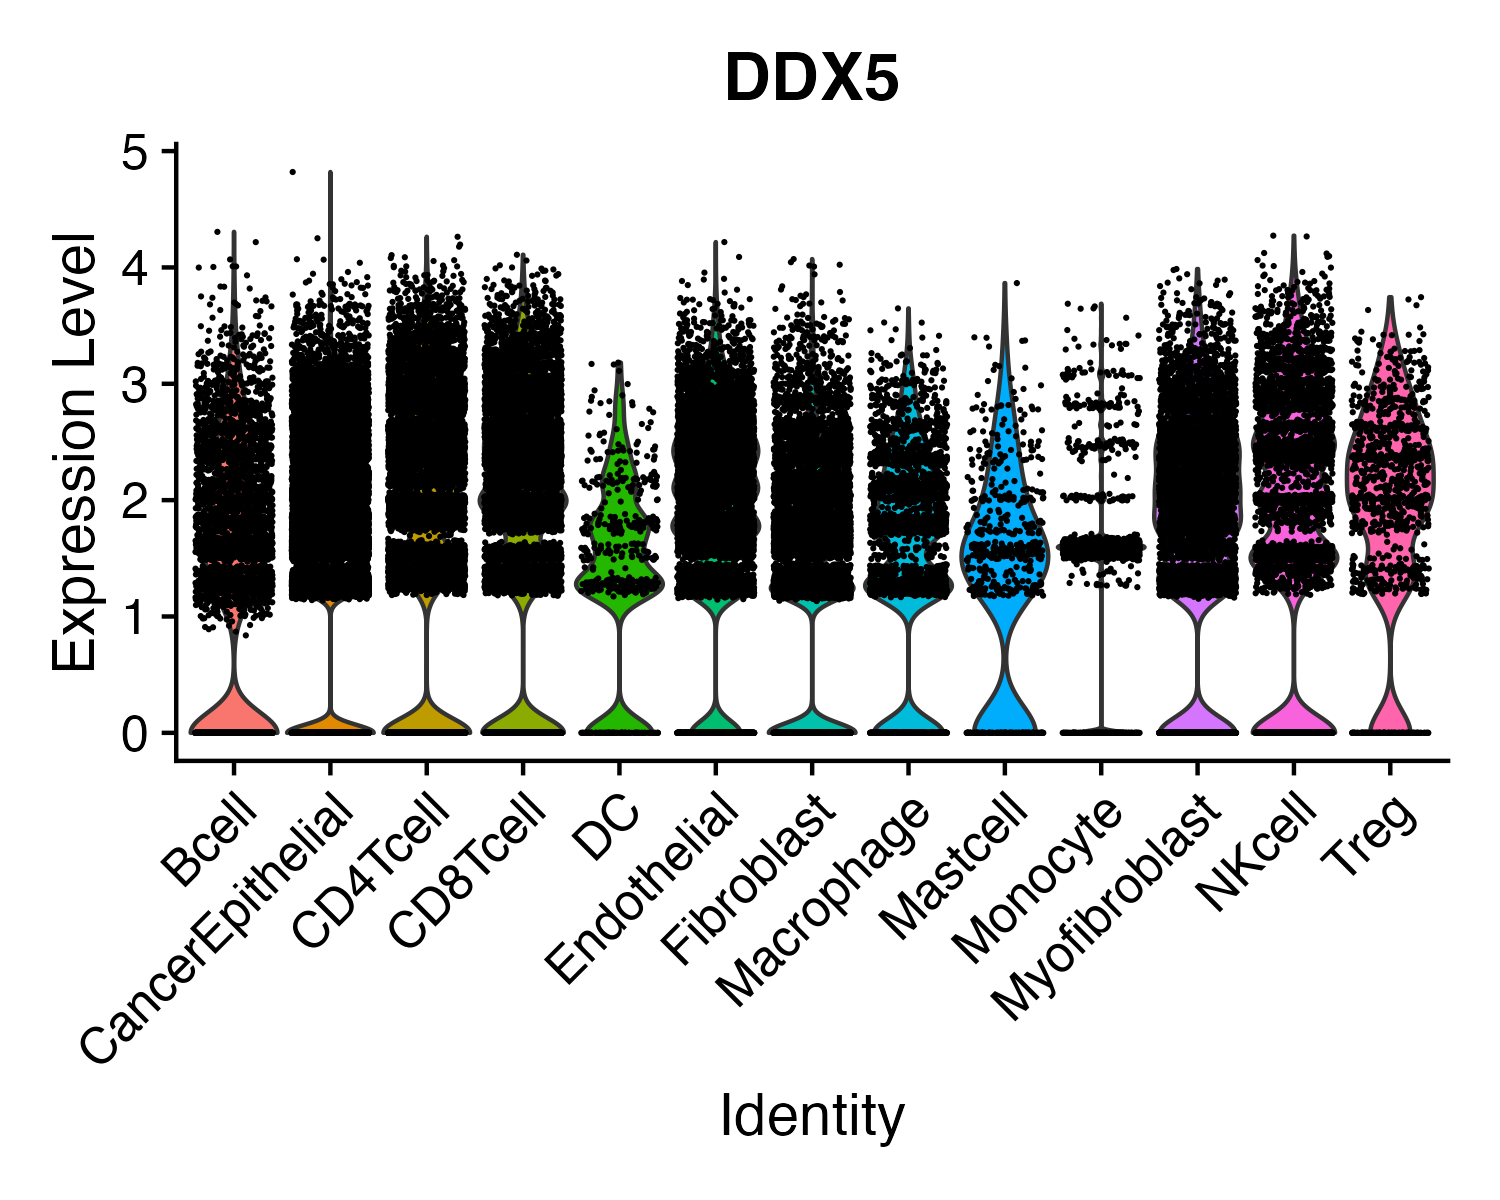 DDX5
Expression Level
5
4
3
2
1
0
Bcell
CancerEpithelial
CD4Tcell
CD8Tcell
DC
Endothelial
Fibroblast
Macrophage
Mastcell
Monocyte
Myofibroblast
NKcell
Treg
Identity